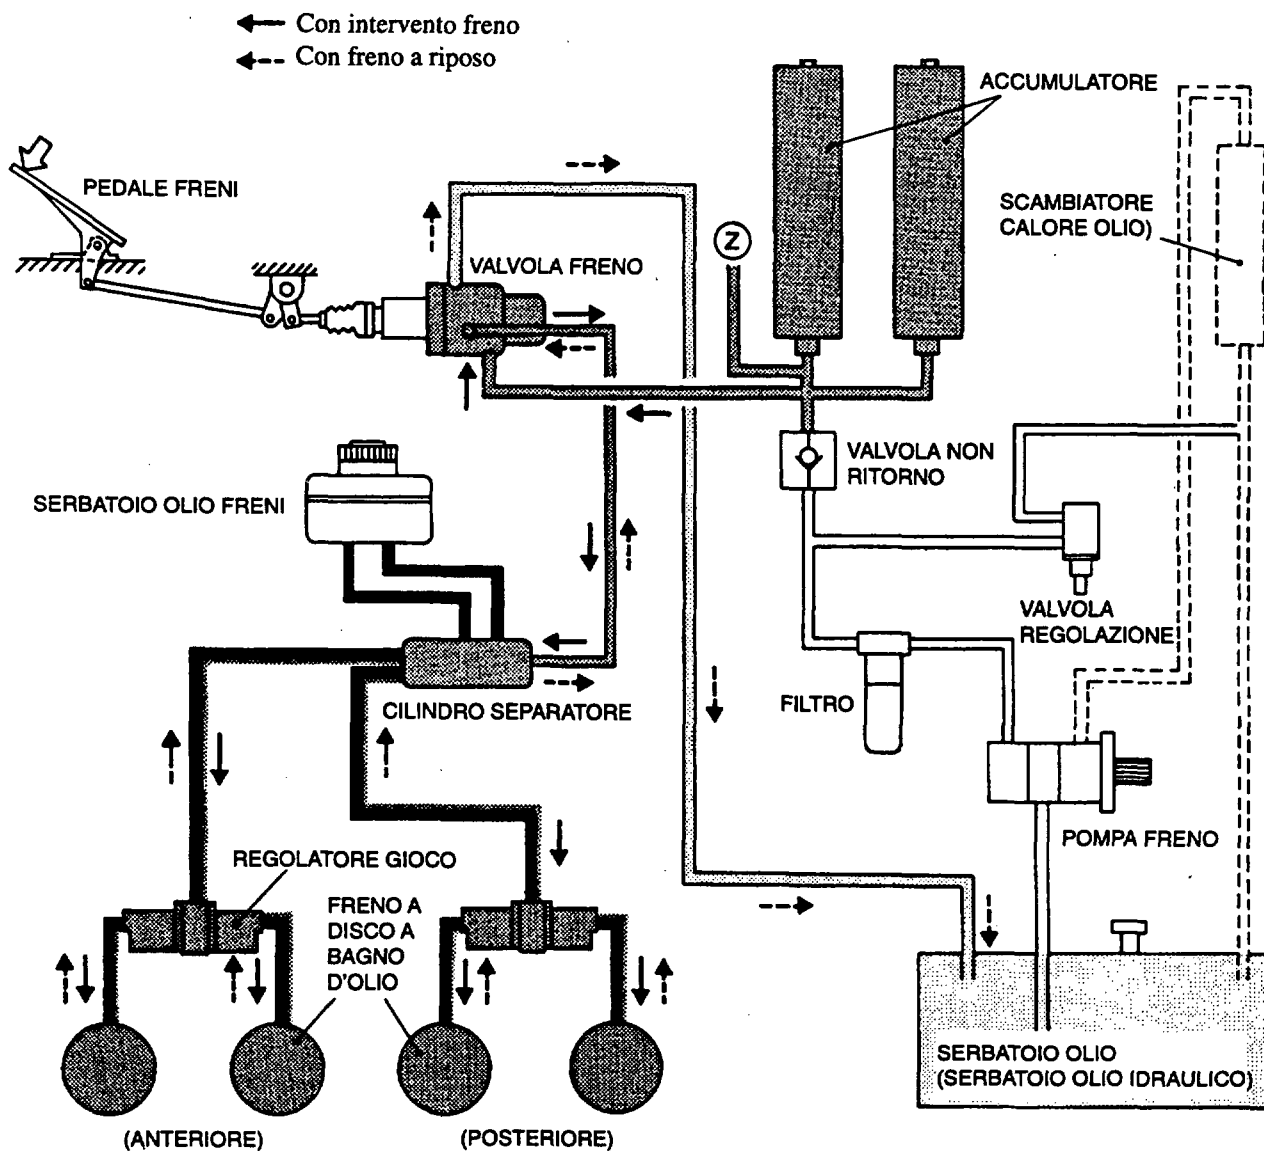 Con intervento freno
Con freno a riposo
ACCUMULATORE
PEDALE FRENI
SCAMBIATORE
CALORE OLIO)
Z
VALVOLA FRENO
VALVOLA NON
RITORNO
SERBATOIO OLIO FRENI
VALVOLA
REGOLAZIONE
FILTRO
CILINDRO SEPARATORE
POMPA FRENO
REGOLATORE GIOCO
FRENO A
DISCO A
BAGNO
D'OLIO
SERBATOIO OLIO
(SERBATOIO OLIO IDRAULICO)
(ANTERIORE)
(POSTERIORE)